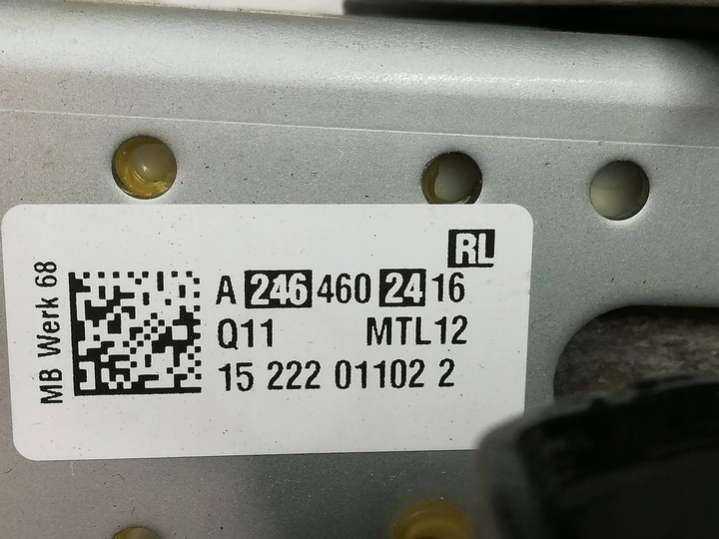 MB Werk 68
RL
A 246 460 24 16
Q11 MTL12
15 222 01102 2